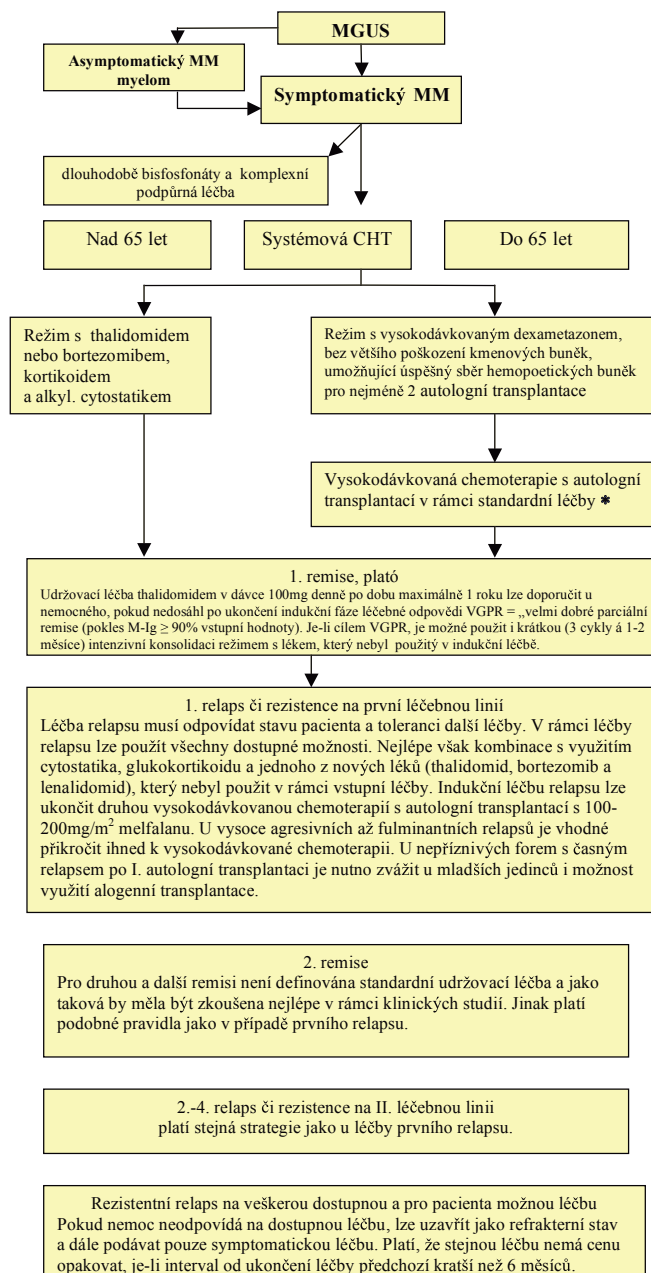 MGUS
Asymptomatický MM
myelom
Symptomatický MM
dlouhodobě bisfosfonáty a komplexní
podpůrná léčba
Nad 65 let
Systémová CHT
Do 65 let
Režim s thalidomidem
nebo bortezomibem,
kortikoidem
a alkyl. cytostatikem
Režim s vysokodávkovaným dexametazonem,
bez většího poškození kmenových buněk,
umožňující úspěšný sběr hemopoetických buněk
pro nejméně 2 autologní transplantace
Vysokodávkovaná chemoterapie s autologní
transplantací v rámci standardní léčby *
1. remise, plató
Udržovací léčba thalidomidem v dávce 100mg denně po dobu maximálně 1 roku lze doporučit u
nemocného, pokud nedosáhl po ukončení indukční fáze léčebné odpovědi VGPR = „velmi dobré parciální
remise (pokles M-Ig ≥ 90% vstupní hodnoty). Je-li cílem VGPR, je možné použit i krátkou (3 cykly á 1-2
měsíce) intenzivní konsolidaci režimem s lékem, který nebyl použitý v indukční léčbě.
1. relaps či rezistence na první léčebnou linií
Léčba relapsu musí odpovídat stavu pacienta a toleranci další léčby. V rámci léčby
relapsu lze použít všechny dostupné možnosti. Nejlépe však kombinace s využitím
cytostatika, glukokortikoidu a jednoho z nových léků (thalidomid, bortezomib a
lenalidomid), který nebyl použit v rámci vstupní léčby. Indukční léčbu relapsu lze
ukončit druhou vysokodávkovanou chemoterapií s autologní transplantací s 100-
200mg/m² melfalanu. U vysoce agresivních až fulminantních relapsů je vhodné
přikročit ihned k vysokodávkované chemoterapii. U nepříznivých forem s časným
relapsem po I. autologní transplantaci je nutno zvážit u mladších jedinců i možnost
využití alogenní transplantace.
2. remise
Pro druhou a další remisi není definována standardní udržovací léčba a jako
taková by měla být zkoušena nejlépe v rámci klinických studií. Jinak platí
podobné pravidla jako v případě prvního relapsu.
2.-4. relaps či rezistence na II. léčebnou linii
platí stejná strategie jako u léčby prvního relapsu.
Rezistentní relaps na veškerou dostupnou a pro pacienta možnou léčbu
Pokud nemoc neodpovídá na dostupnou léčbu, lze uzavřít jako refrakterní stav
a dále podávat pouze symptomatickou léčbu. Platí, že stejnou léčbu nemá cenu
opakovat, je-li interval od ukončení léčby předchozí kratší než 6 měsíců.